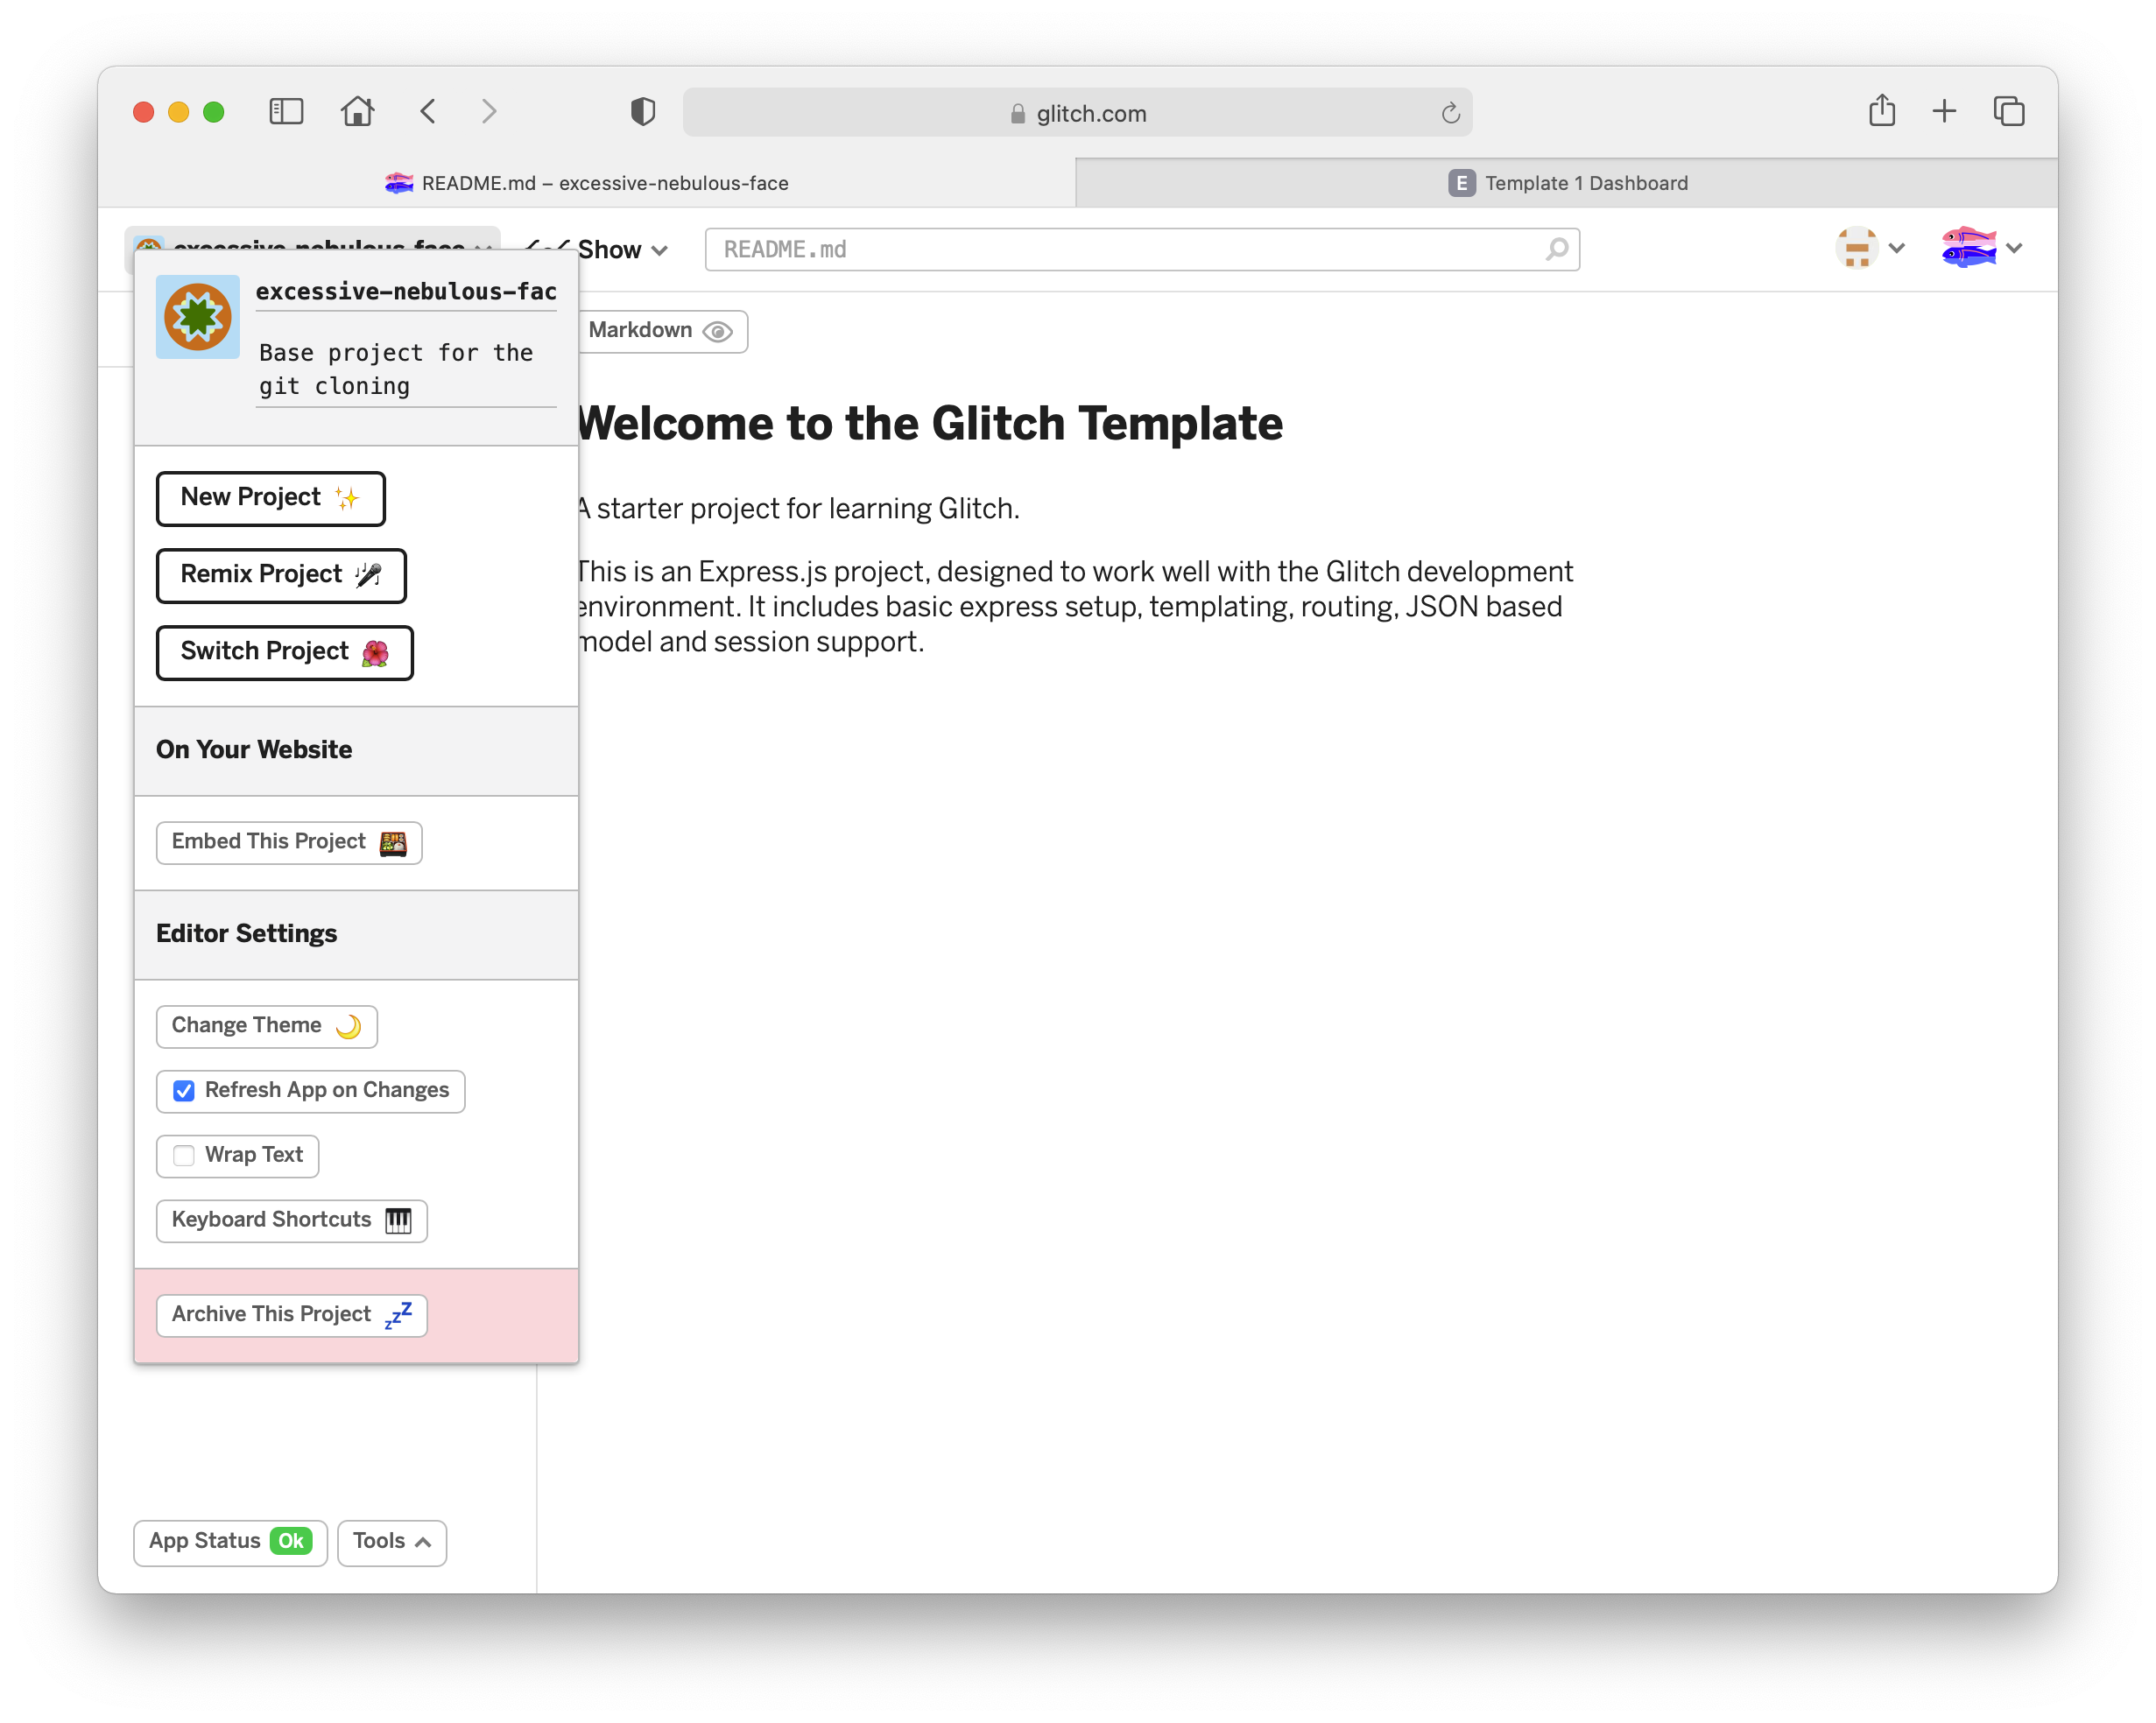 glitch.com
README.md – excessive-nebulous-face
E Template 1 Dashboard
excessive-nebulous-face
Show
README.md
excessive-nebulous-fac
Base project for the
git cloning
Markdown
Welcome to the Glitch Template
A starter project for learning Glitch.
This is an Express.js project, designed to work well with the Glitch development
environment. It includes basic express setup, templating, routing, JSON based
model and session support.
New Project
Remix Project
Switch Project
On Your Website
Embed This Project
Editor Settings
Change Theme
Refresh App on Changes
Wrap Text
Keyboard Shortcuts
Archive This Project zzZ
App Status Ok
Tools